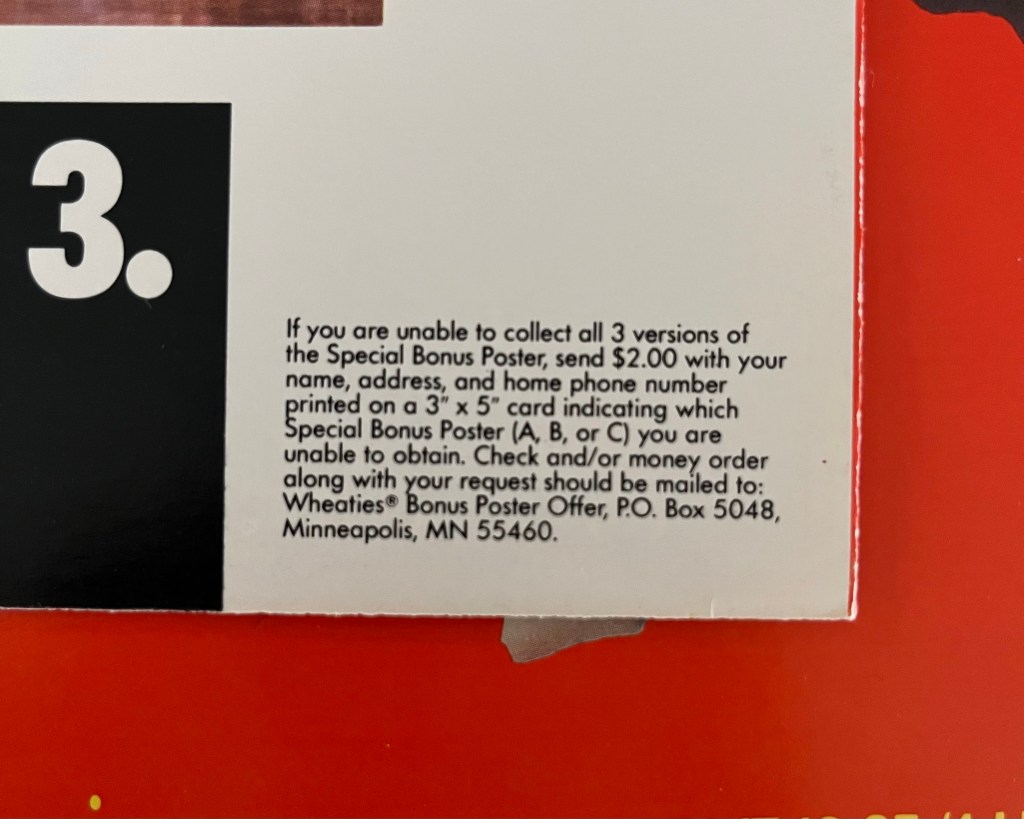 3.
If you are unable to collect all 3 versions of
the Special Bonus Poster, send $2.00 with your
name, address, and home phone number
printed on a 3" x 5" card indicating which
Special Bonus Poster (A, B, or C) you are
unable to obtain. Check and/or money order
along with your request should be mailed to:
Wheaties® Bonus Poster Offer, P.O. Box 5048,
Minneapolis, MN 55460.